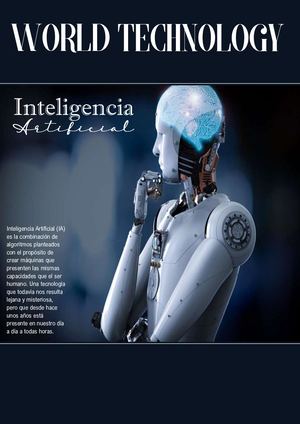 WORLD TECHNOLOGY
Inteligencia
Artificial
Inteligencia Artificial (IA)
es la combinación de
algoritmos planteados
con el propósito de
crear máquinas que
presenten las mismas
capacidades que el ser
humano. Una tecnología
que todavía nos resulta
lejana y misteriosa,
pero que desde hace
unos años está
presente en nuestro día
a día a todas horas.